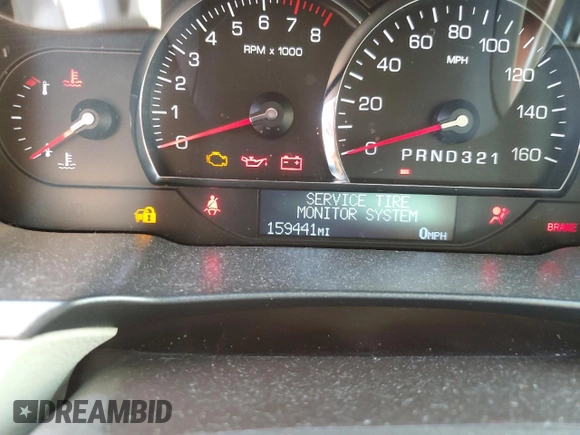 0 1 2 3 4 5 6 7 8
RPM x 1000
0 20 40 60 80 100 120 140 160
MPH
PRND321
SERVICE TIRE
MONITOR SYSTEM
159441MI 0MPH
BRAKE
DREAMBID